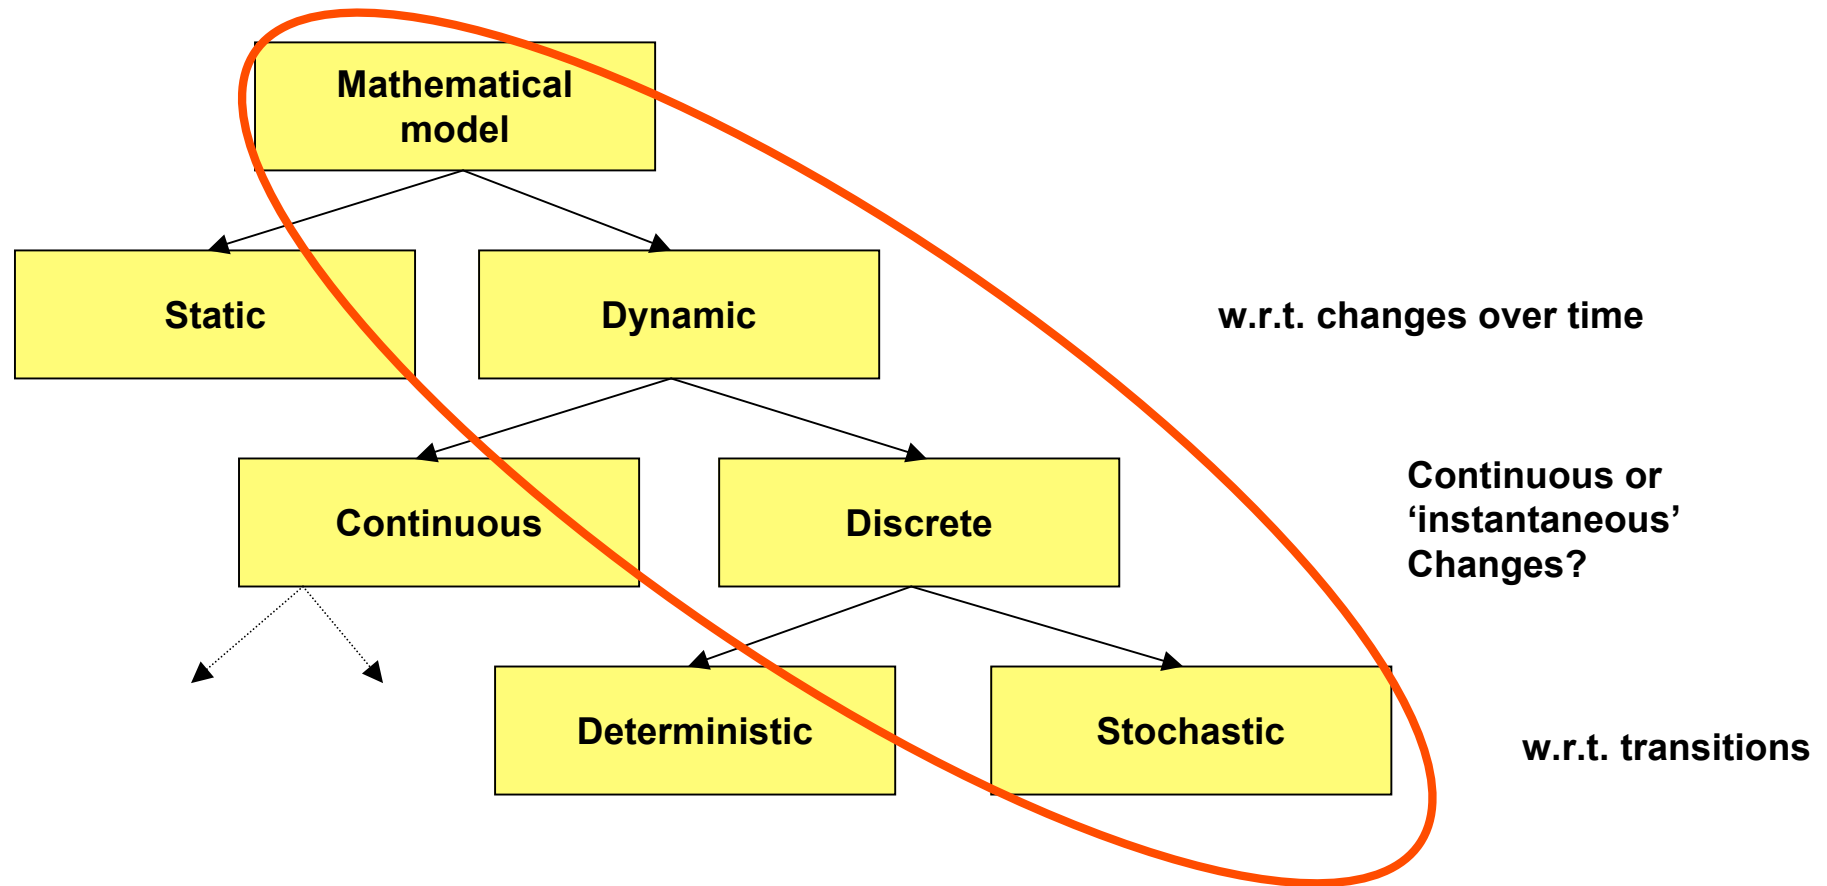 Mathematical
model
Static
Dynamic
w.r.t. changes over time
Continuous
Discrete
Continuous or
‘instantaneous’
Changes?
Deterministic
Stochastic
w.r.t. transitions